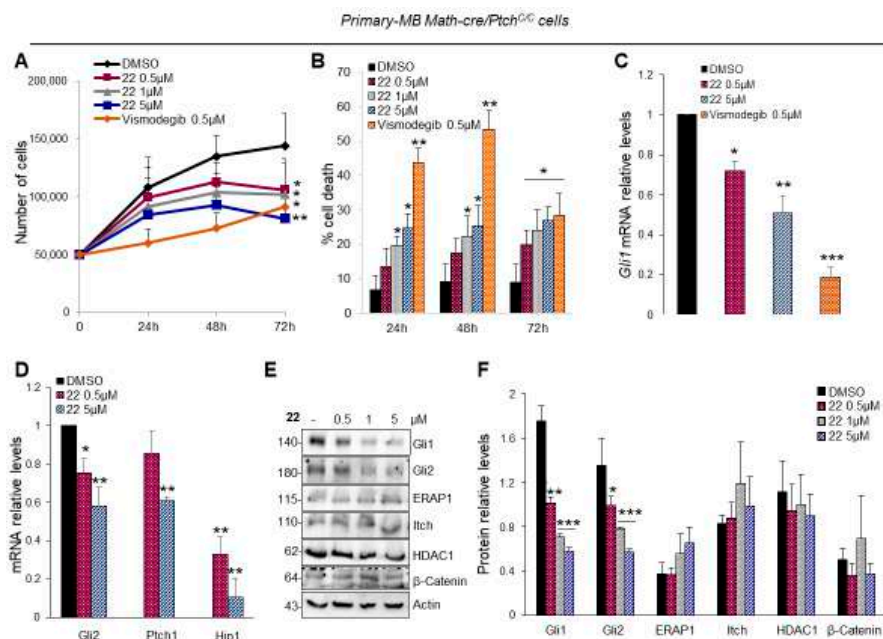 Primary-MB Math-cre/Ptch^C/C cells
A
DMSO
22 0.5µM
22 1µM
22 5µM
Vismodegib 0.5µM
200,000
150,000
100,000
50,000
0
Number of cells
*
*
*
**
0 24h 48h 72h
B
DMSO
22 0.5µM
22 1µM
22 5µM
Vismodegib 0.5µM
70
60
50
40
30
20
10
0
% cell death
* * **
* * **
*
24h 48h 72h
C
DMSO
22 0.5µM
22 5µM
Vismodegib 0.5µM
1.2
1
0.8
0.6
0.4
0.2
0
Gli1 mRNA relative levels
*
**
***
D
DMSO
22 0.5µM
22 5µM
1.2
1
0.8
0.6
0.4
0.2
0
mRNA relative levels
* **
**
** **
Gli2 Ptch1 Hip1
E
22 - 0.5 1 5 µM
140 Gli1
180 Gli2
115 ERAP1
110 Itch
62 HDAC1
64 β-Catenin
43 Actin
F
DMSO
22 0.5µM
22 1µM
22 5µM
2
1.6
1.2
0.8
0.4
0
Protein relative levels
** ***
* ***
Gli1 Gli2 ERAP1 Itch HDAC1 β-Catenin